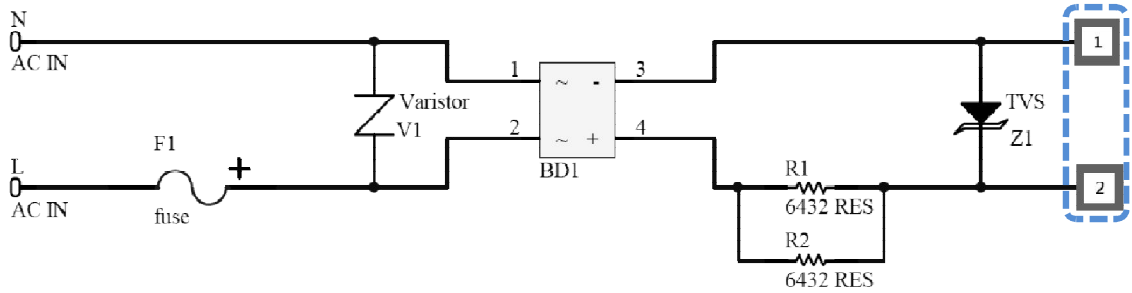 N
AC IN
1
~
-
3
1
Varistor
V1
TVS
Z1
2
~
+
4
BD1
F1
+
L
AC IN
fuse
R1
6432 RES
2
R2
6432 RES